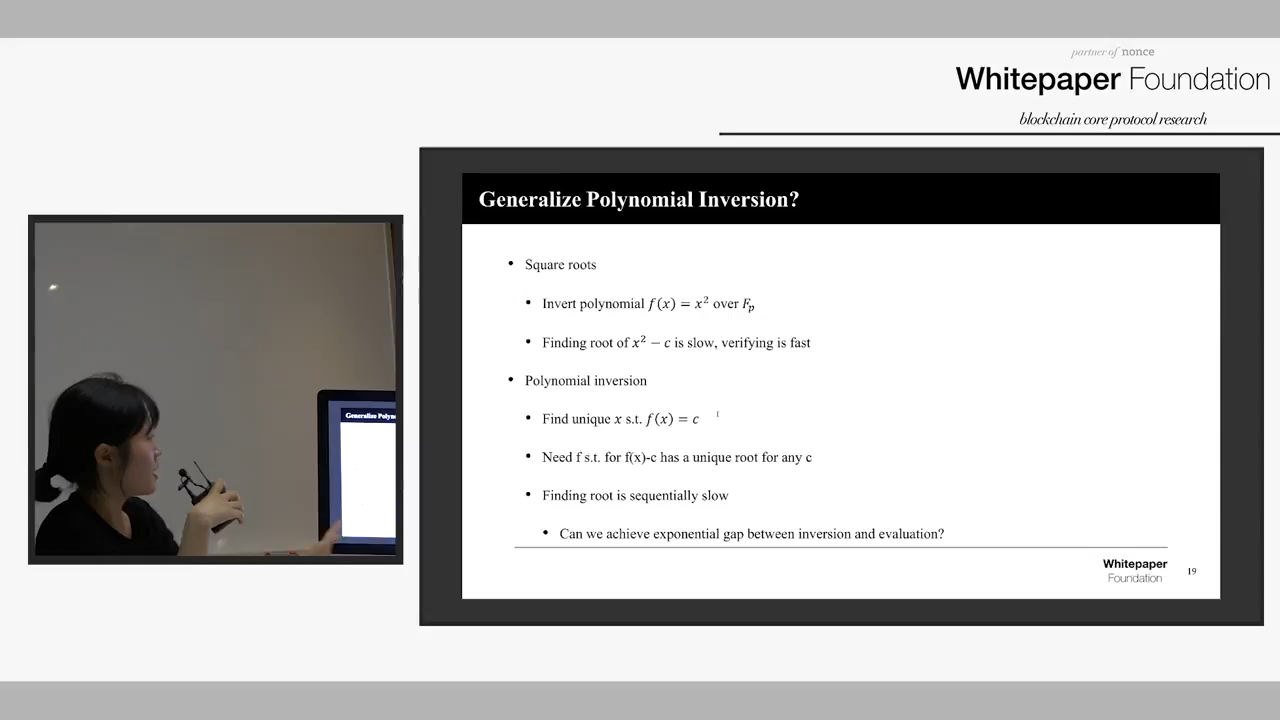 partner of nonce
Whitepaper Foundation
blockchain core protocol research
Generalize Polynomial Inversion?
• Square roots
• Invert polynomial f(x) = x² over Fₚ
• Finding root of x² − c is slow, verifying is fast
• Polynomial inversion
• Find unique x s.t. f(x) = c
• Need f s.t. for f(x)-c has a unique root for any c
• Finding root is sequentially slow
• Can we achieve exponential gap between inversion and evaluation?
Whitepaper
Foundation
19
Generalize Polyn